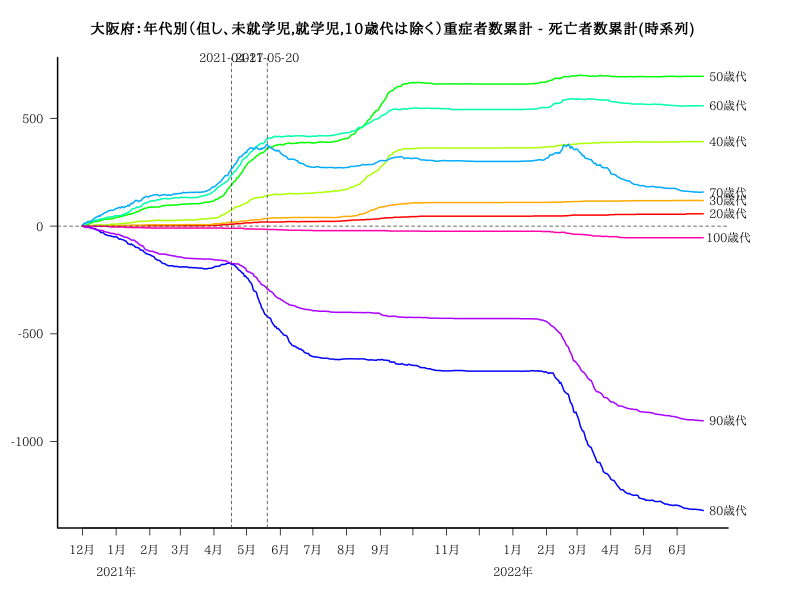 大阪府：年代別（但し、未就学児,就学児,10歳代は除く）重症者数累計 - 死亡者数累計(時系列)
2021-04-17
2021-05-20
500
0
-500
-1000
50歳代
60歳代
40歳代
70歳代
30歳代
20歳代
100歳代
90歳代
80歳代
12月 1月 2月 3月 4月 5月 6月 7月 8月 9月 11月 1月 2月 3月 4月 5月 6月
2021年 2022年